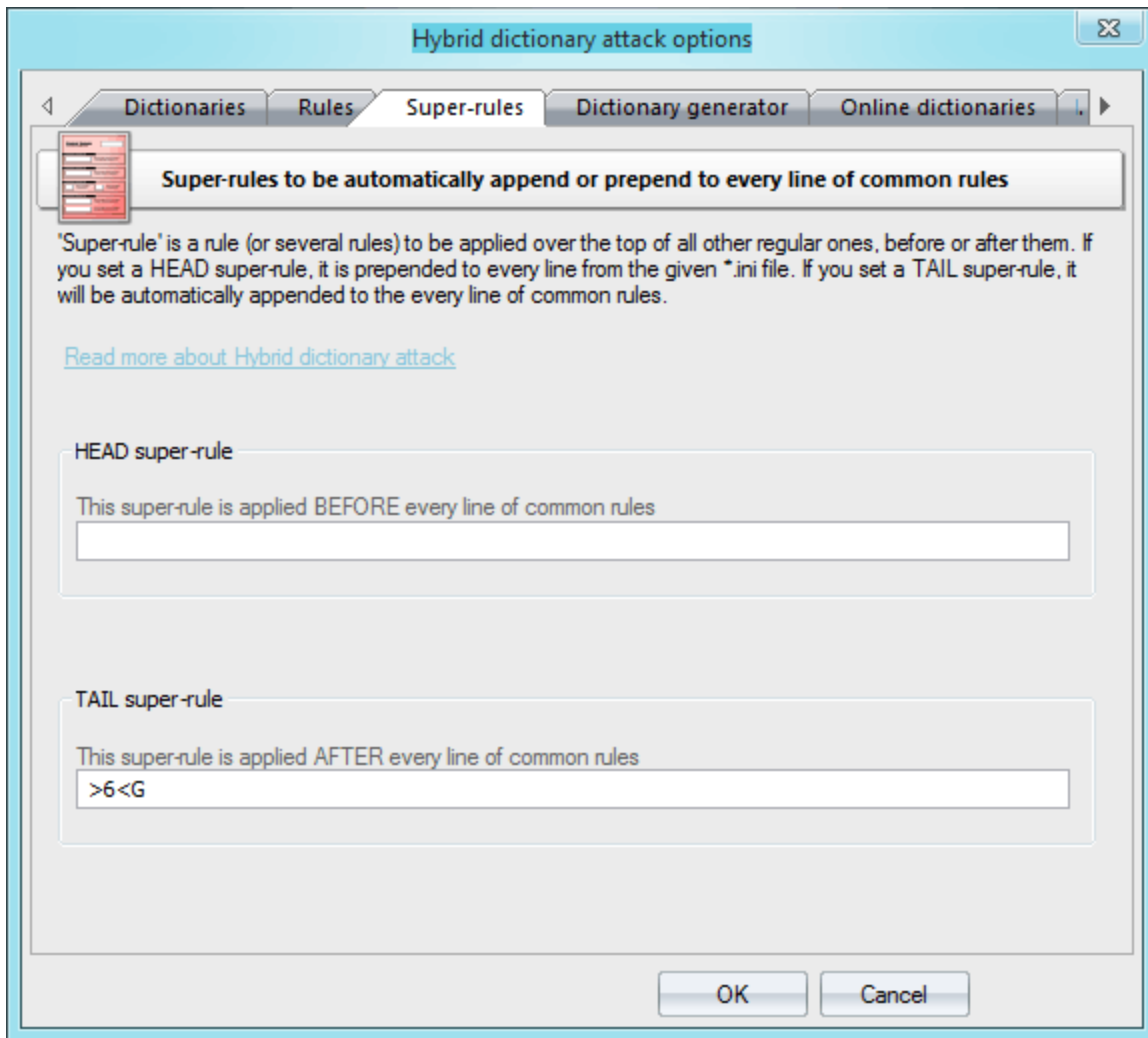 Hybrid dictionary attack options
Dictionaries
Rules
Super-rules
Dictionary generator
Online dictionaries
Super-rules to be automatically append or prepend to every line of common rules
'Super-rule' is a rule (or several rules) to be applied over the top of all other regular ones, before or after them. If
you set a HEAD super-rule, it is prepended to every line from the given *.ini file. If you set a TAIL super-rule, it
will be automatically appended to the every line of common rules.
Read more about Hybrid dictionary attack
HEAD super-rule
This super-rule is applied BEFORE every line of common rules
TAIL super-rule
This super-rule is applied AFTER every line of common rules
>6<G
OK
Cancel